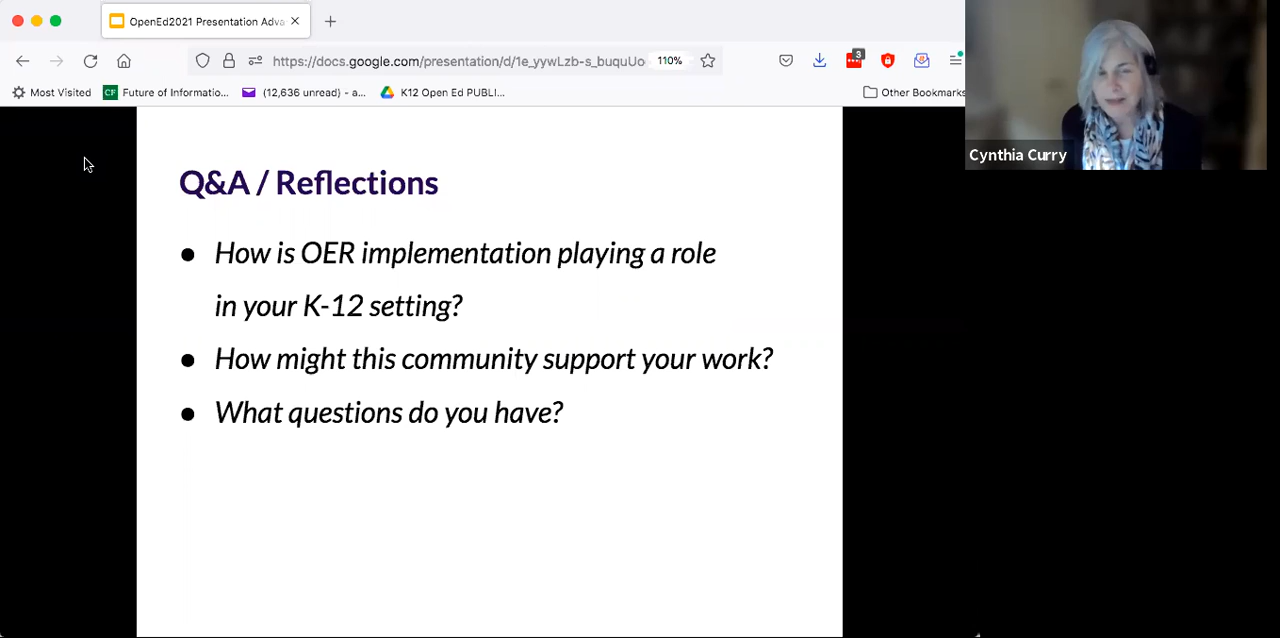 OpenEd2021 Presentation Adva
https://docs.google.com/presentation/d/1e_yywLzb-s_buquUo
110%
3
Most Visited
Future of Informatio...
(12,636 unread) - a...
K12 Open Ed PUBLI...
Other Bookmarks
Cynthia Curry
Q&A / Reflections
● How is OER implementation playing a role
in your K-12 setting?
● How might this community support your work?
● What questions do you have?